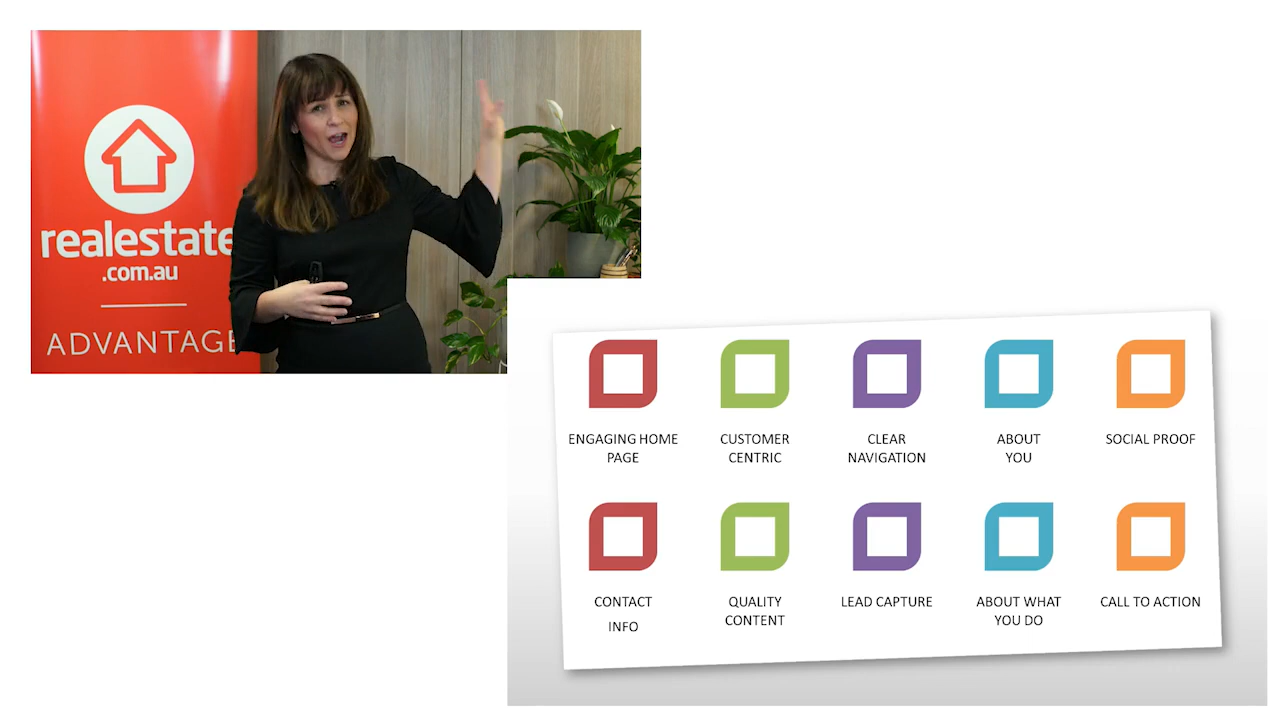 realestate
.com.au
ADVANTAGE
ENGAGING HOME
PAGE
CUSTOMER
CENTRIC
CLEAR
NAVIGATION
ABOUT
YOU
SOCIAL PROOF
CONTACT
INFO
QUALITY
CONTENT
LEAD CAPTURE
ABOUT WHAT
YOU DO
CALL TO ACTION